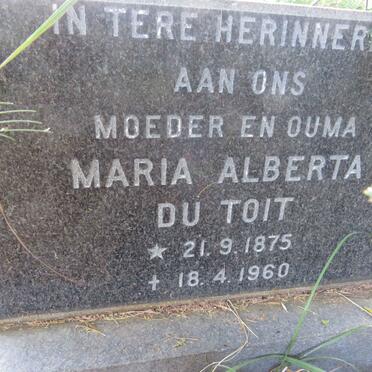 IN TERE HERINNER
AAN ONS
MOEDER EN OUMA
MARIA ALBERTA
DU TOIT
★ 21.9.1875
+ 18.4.1960